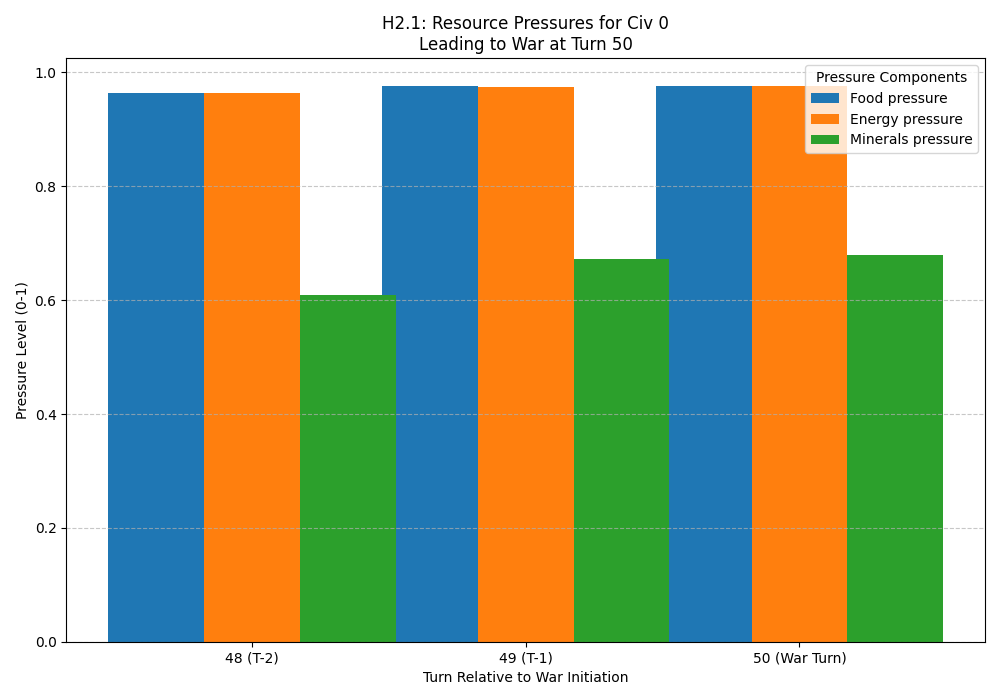 H2.1: Resource Pressures for Civ 0
Leading to War at Turn 50
Pressure Components
Food pressure
Energy pressure
Minerals pressure
Pressure Level (0-1)
1.0
0.8
0.6
0.4
0.2
0.0
48 (T-2)
49 (T-1)
50 (War Turn)
Turn Relative to War Initiation